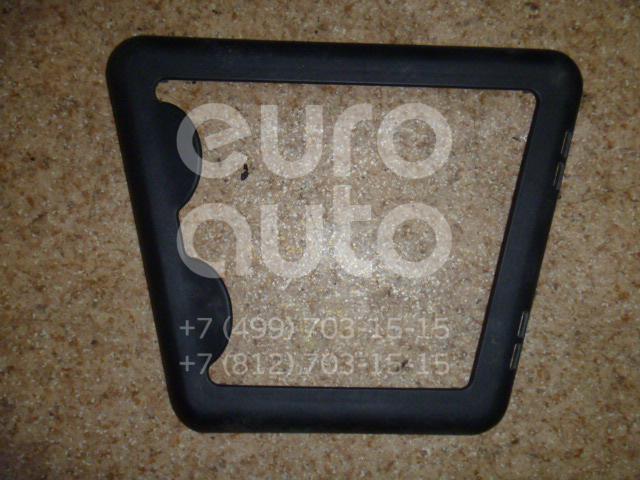 euro
auto
+7 (499) 703-15-15
+7 (812) 703-15-15